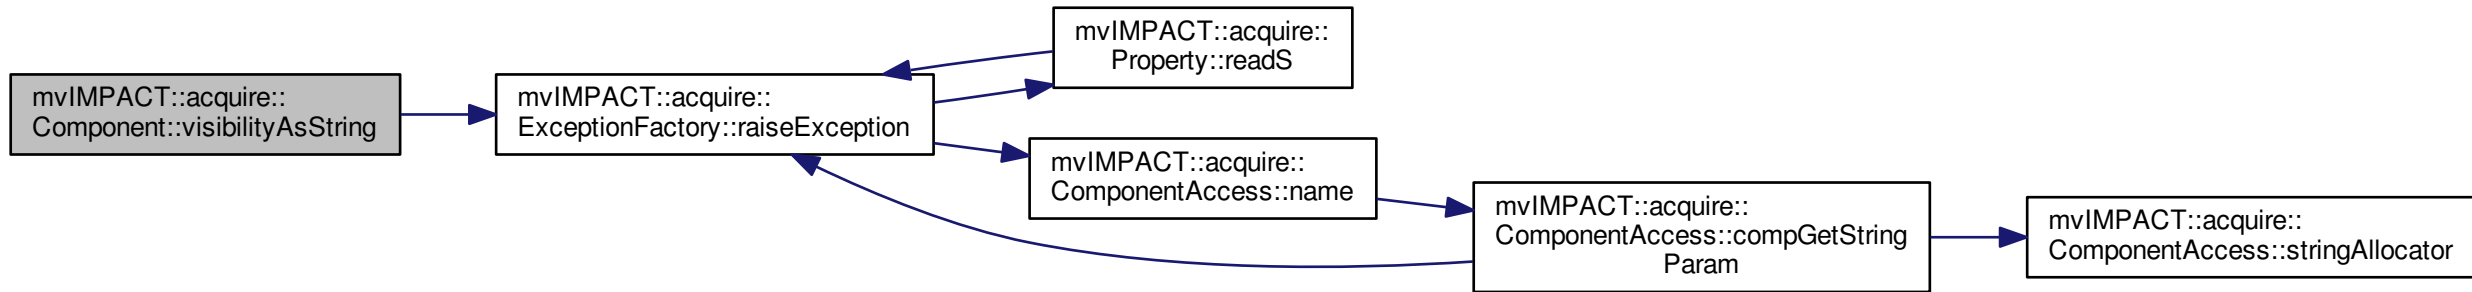 mvIMPACT::acquire::
Component::visibilityAsString
mvIMPACT::acquire::
ExceptionFactory::raiseException
mvIMPACT::acquire::
Property::readS
mvIMPACT::acquire::
ComponentAccess::name
mvIMPACT::acquire::
ComponentAccess::compGetString
Param
mvIMPACT::acquire::
ComponentAccess::stringAllocator